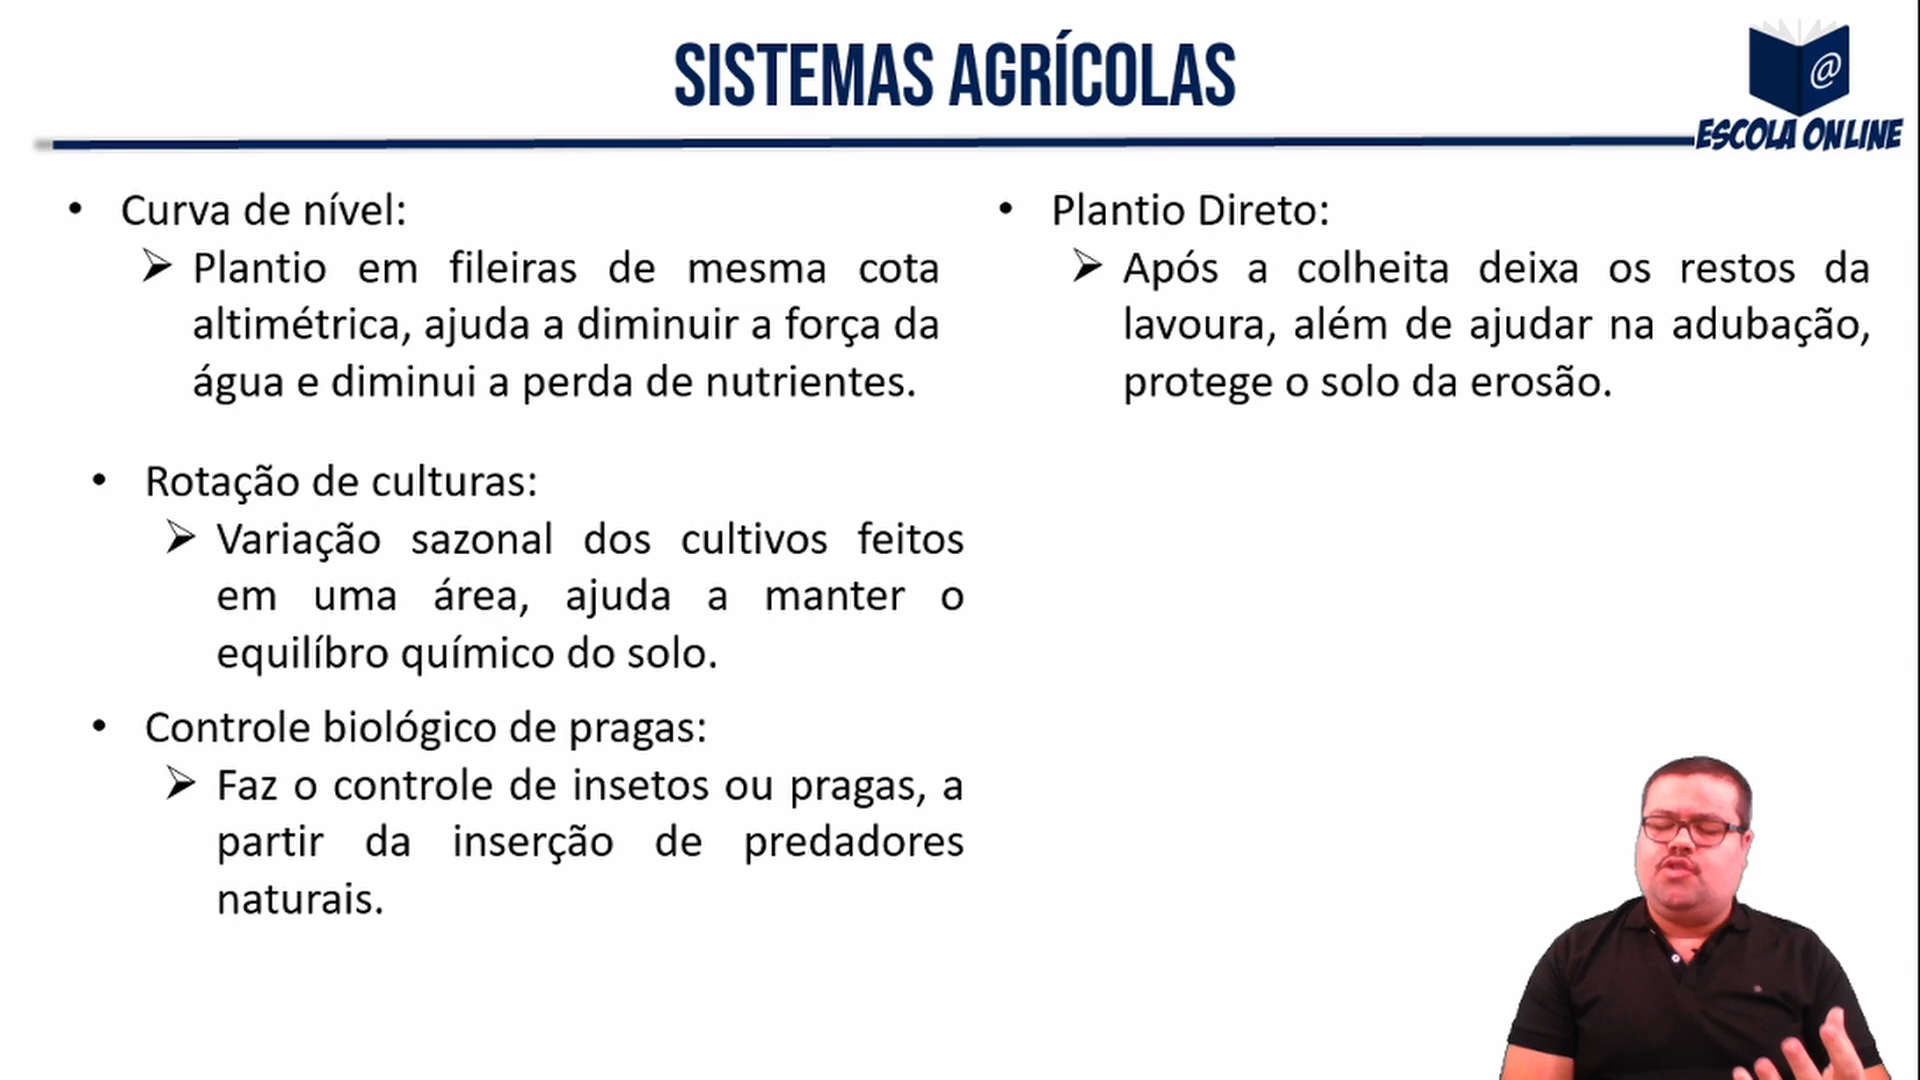 SISTEMAS AGRÍCOLAS
@
ESCOLA ONLINE
• Curva de nível:
➢ Plantio em fileiras de mesma cota
altimétrica, ajuda a diminuir a força da
água e diminui a perda de nutrientes.
• Rotação de culturas:
➢ Variação sazonal dos cultivos feitos
em uma área, ajuda a manter o
equilíbro químico do solo.
• Controle biológico de pragas:
➢ Faz o controle de insetos ou pragas, a
partir da inserção de predadores
naturais.
• Plantio Direto:
➢ Após a colheita deixa os restos da
lavoura, além de ajudar na adubação,
protege o solo da erosão.